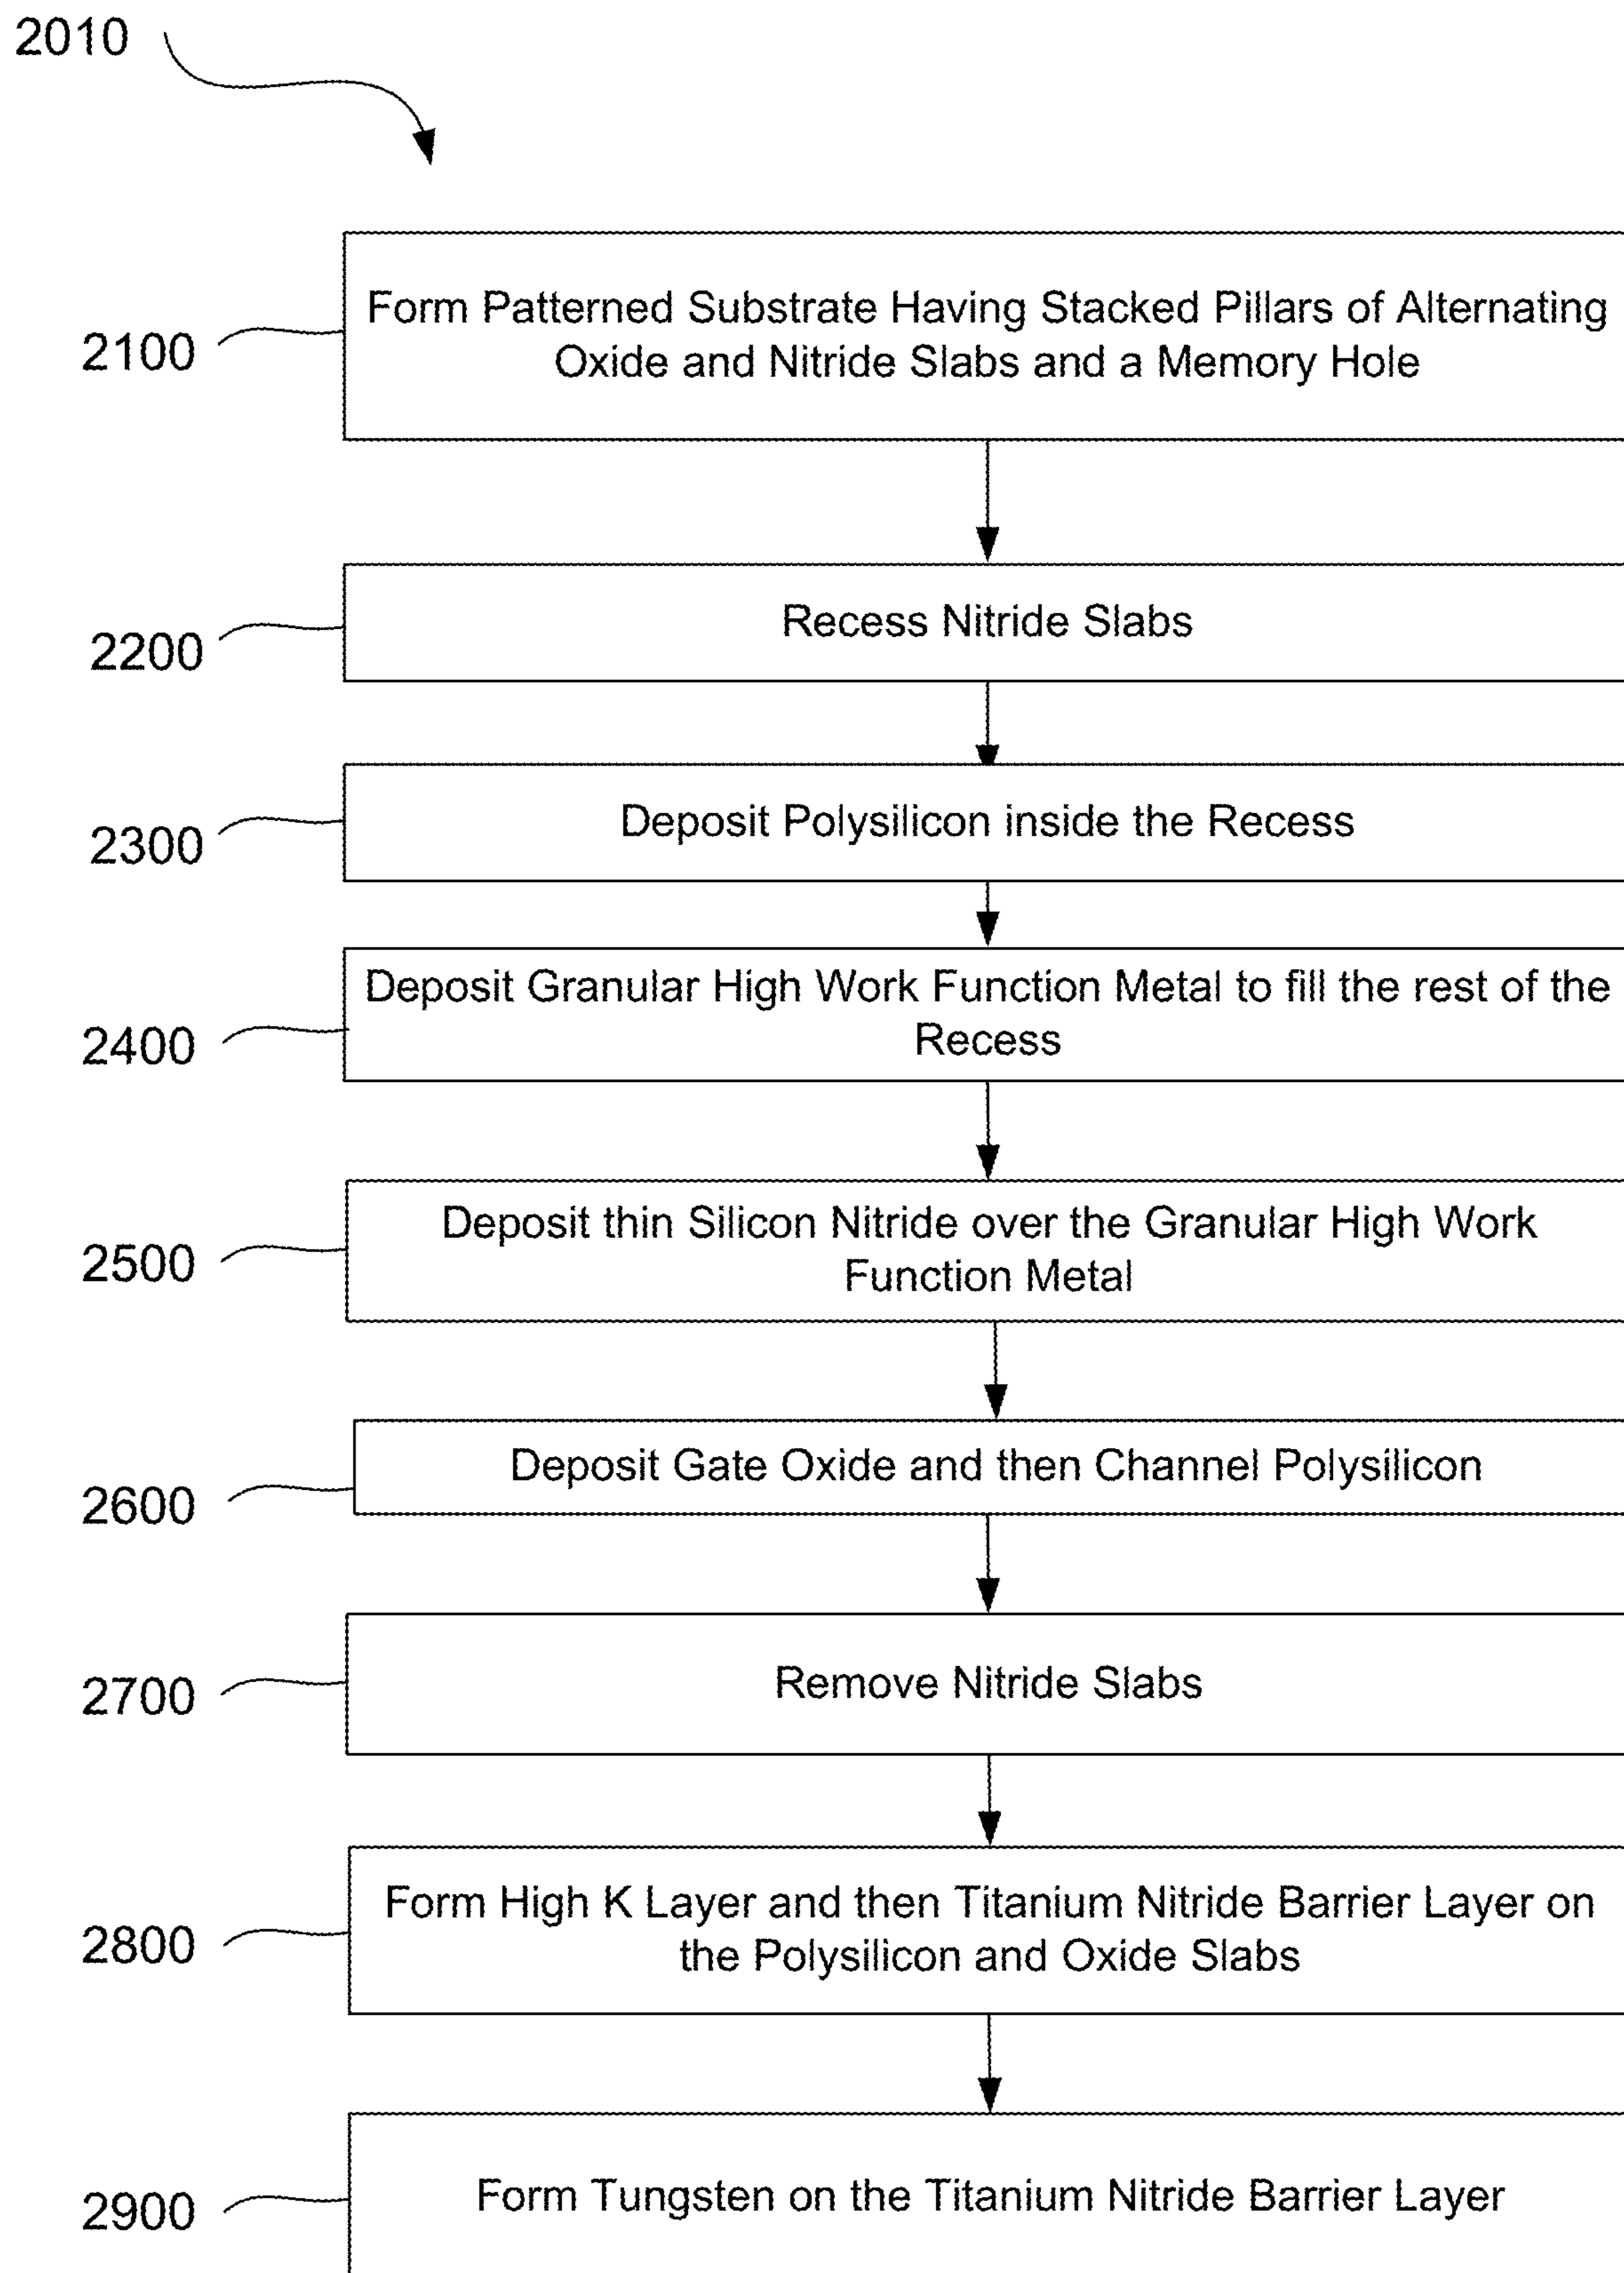 2010
2100
Form Patterned Substrate Having Stacked Pillars of Alternating
Oxide and Nitride Slabs and a Memory Hole
2200
Recess Nitride Slabs
2300
Deposit Polysilicon inside the Recess
2400
Deposit Granular High Work Function Metal to fill the rest of the
Recess
2500
Deposit thin Silicon Nitride over the Granular High Work
Function Metal
2600
Deposit Gate Oxide and then Channel Polysilicon
2700
Remove Nitride Slabs
2800
Form High K Layer and then Titanium Nitride Barrier Layer on
the Polysilicon and Oxide Slabs
2900
Form Tungsten on the Titanium Nitride Barrier Layer